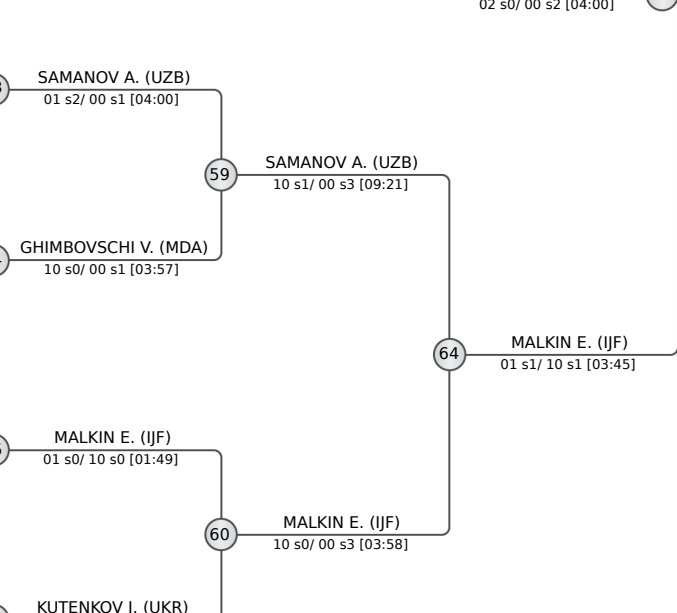 02 s0/ 00 s2 [04:00]
SAMANOV A. (UZB)
01 s2/ 00 s1 [04:00]
59
SAMANOV A. (UZB)
10 s1/ 00 s3 [09:21]
GHIMBOVSCHI V. (MDA)
10 s0/ 00 s1 [03:57]
64
MALKIN E. (IJF)
01 s1/ 10 s1 [03:45]
MALKIN E. (IJF)
01 s0/ 10 s0 [01:49]
60
MALKIN E. (IJF)
10 s0/ 00 s3 [03:58]
KUTENKOV I. (UKR)